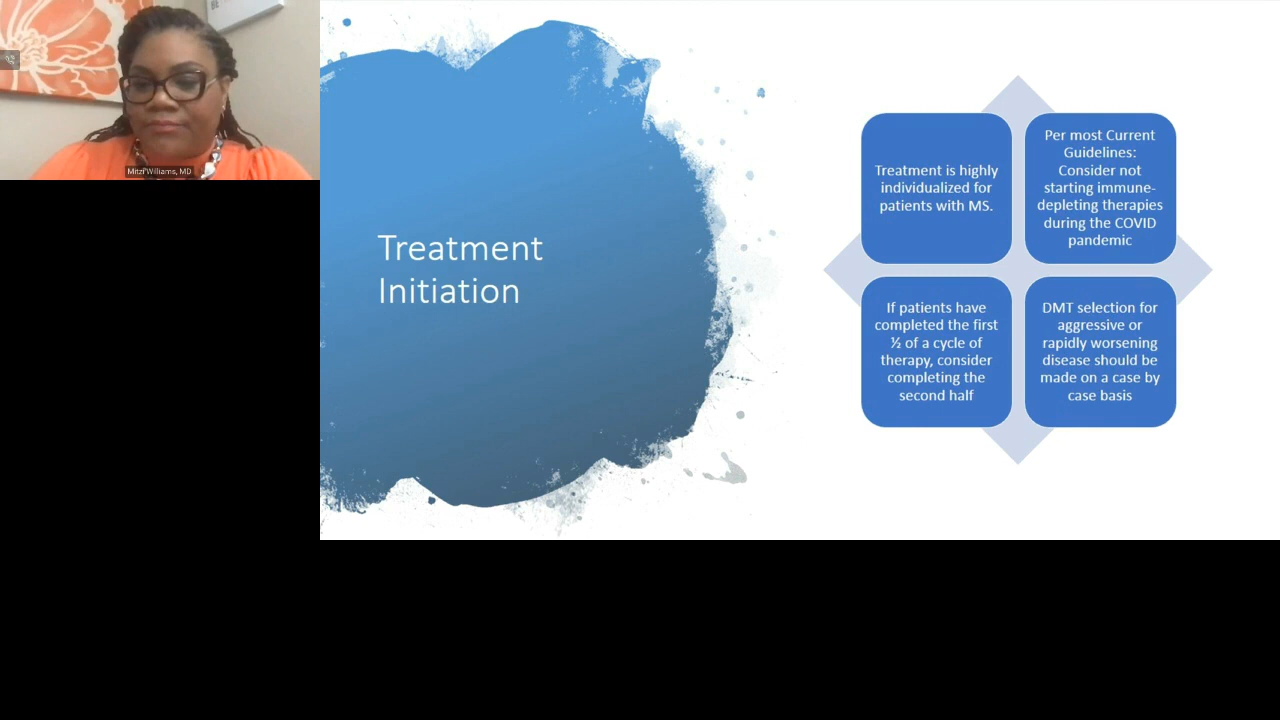 Mitzi Williams, MD
Treatment
Initiation
Treatment is highly
individualized for
patients with MS.
Per most Current
Guidelines:
Consider not
starting immune-
depleting therapies
during the COVID
pandemic
If patients have
completed the first
½ of a cycle of
therapy, consider
completing the
second half
DMT selection for
aggressive or
rapidly worsening
disease should be
made on a case by
case basis